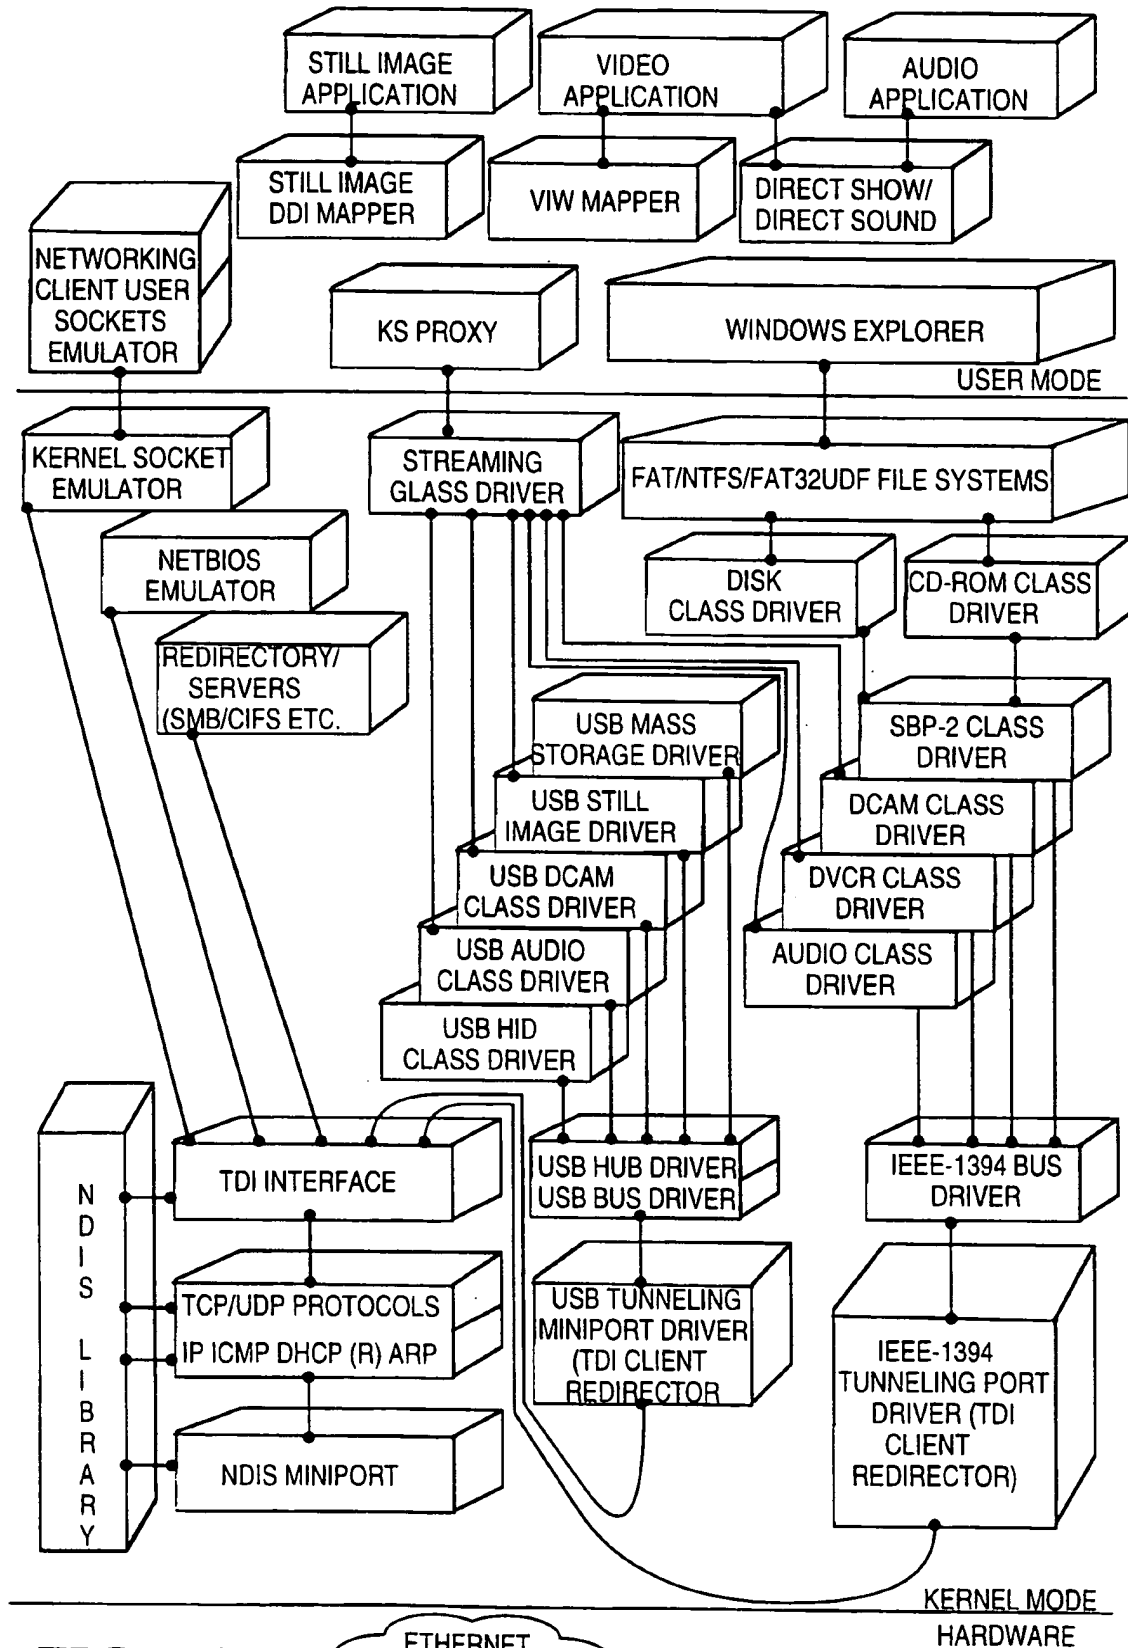 STILL IMAGE
APPLICATION
VIDEO
APPLICATION
AUDIO
APPLICATION
STILL IMAGE
DDI MAPPER
VIW MAPPER
DIRECT SHOW/
DIRECT SOUND
NETWORKING
CLIENT USER
SOCKETS
EMULATOR
KS PROXY
WINDOWS EXPLORER
USER MODE
KERNEL SOCKET
EMULATOR
STREAMING
GLASS DRIVER
FAT/NTFS/FAT32UDF FILE SYSTEMS
NETBIOS
EMULATOR
DISK
CLASS DRIVER
CD-ROM CLASS
DRIVER
REDIRECTORY/
SERVERS
(SMB/CIFS ETC.
USB MASS
STORAGE DRIVER
SBP-2 CLASS
DRIVER
USB STILL
IMAGE DRIVER
DCAM CLASS
DRIVER
USB DCAM
CLASS DRIVER
DVCR CLASS
DRIVER
USB AUDIO
CLASS DRIVER
AUDIO CLASS
DRIVER
USB HID
CLASS DRIVER
NDIS LIBRARY
TDI INTERFACE
USB HUB DRIVER
USB BUS DRIVER
IEEE-1394 BUS
DRIVER
TCP/UDP PROTOCOLS
IP ICMP DHCP (R) ARP
USB TUNNELING
MINIPORT DRIVER
(TDI CLIENT
REDIRECTOR
IEEE-1394
TUNNELING PORT
DRIVER (TDI
CLIENT
REDIRECTOR)
NDIS MINIPORT
KERNEL MODE
HARDWARE
ETHERNET